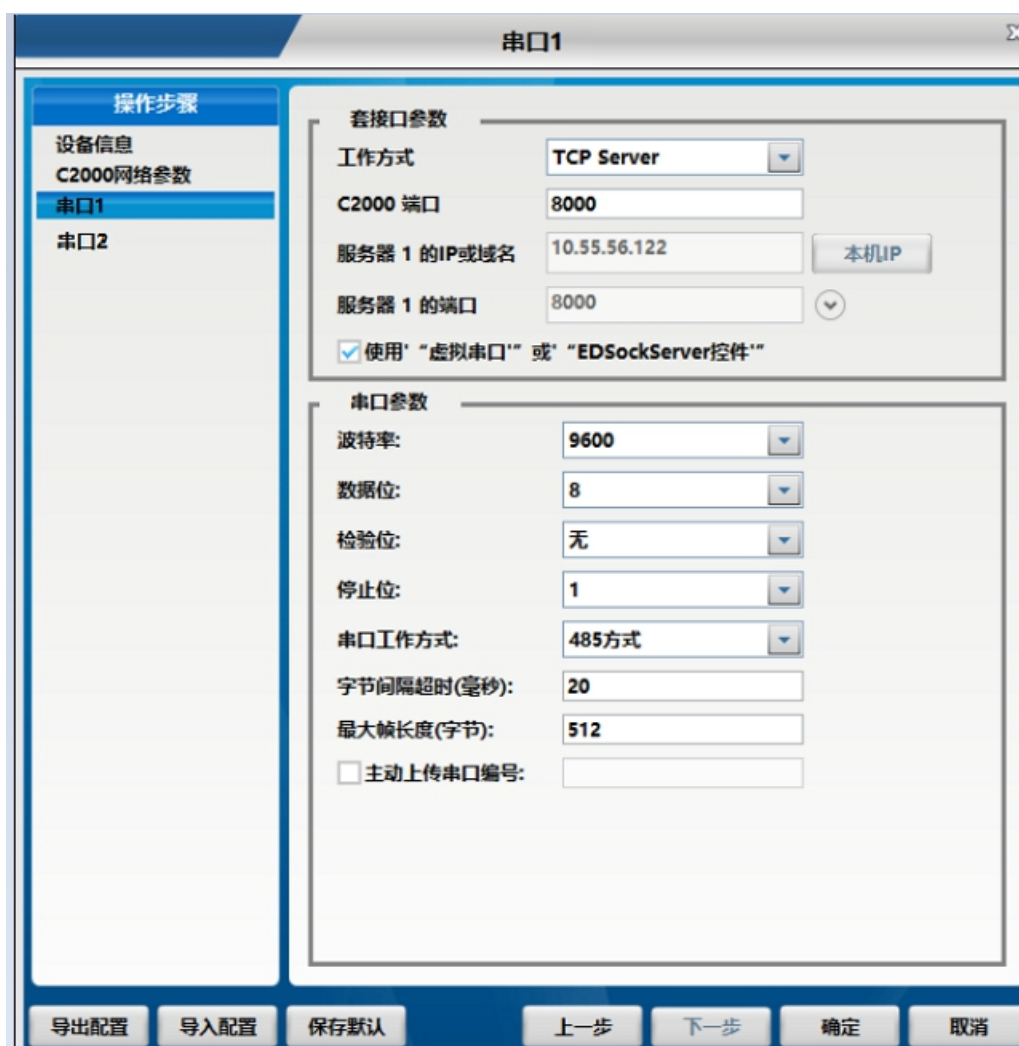 串口1
操作步骤
设备信息
C2000网络参数
串口1
串口2
套接口参数
工作方式 TCP Server
C2000 端口 8000
服务器 1 的IP或域名 10.55.56.122 本机IP
服务器 1 的端口 8000
使用' “虚拟串口'” 或' “EDSockServer控件'”
串口参数
波特率: 9600
数据位: 8
检验位: 无
停止位: 1
串口工作方式: 485方式
字节间隔超时(毫秒): 20
最大帧长度(字节): 512
主动上传串口编号:
导出配置 导入配置 保存默认 上一步 下一步 确定 取消